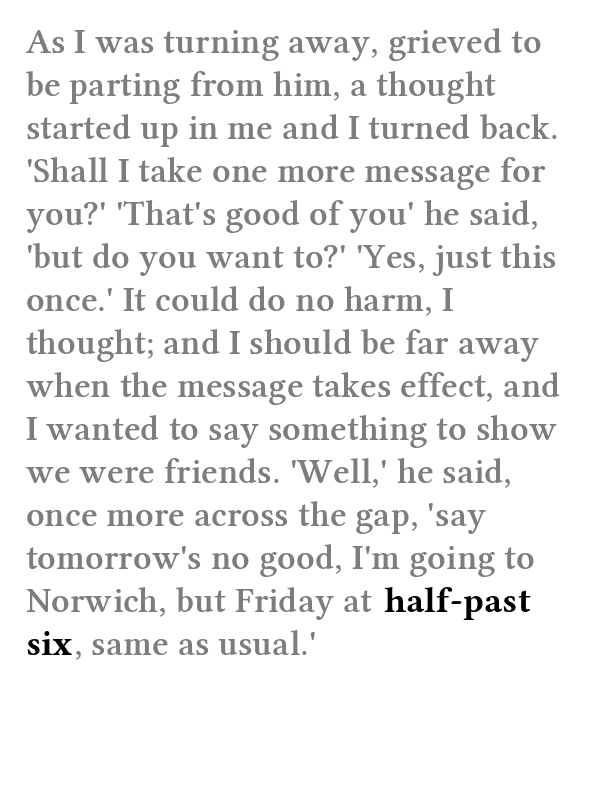 As I was turning away, grieved to
be parting from him, a thought
started up in me and I turned back.
'Shall I take one more message for
you?' 'That's good of you' he said,
'but do you want to?' 'Yes, just this
once.' It could do no harm, I
thought; and I should be far away
when the message takes effect, and
I wanted to say something to show
we were friends. 'Well,' he said,
once more across the gap, 'say
tomorrow's no good, I'm going to
Norwich, but Friday at half-past
six, same as usual.'